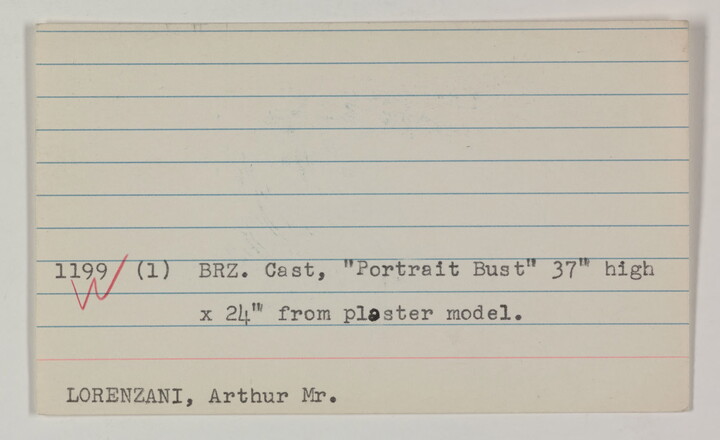 1199 (1) BRZ. Cast, "Portrait Bust" 37" high
W
x 24" from plaster model.
LORENZANI, Arthur Mr.